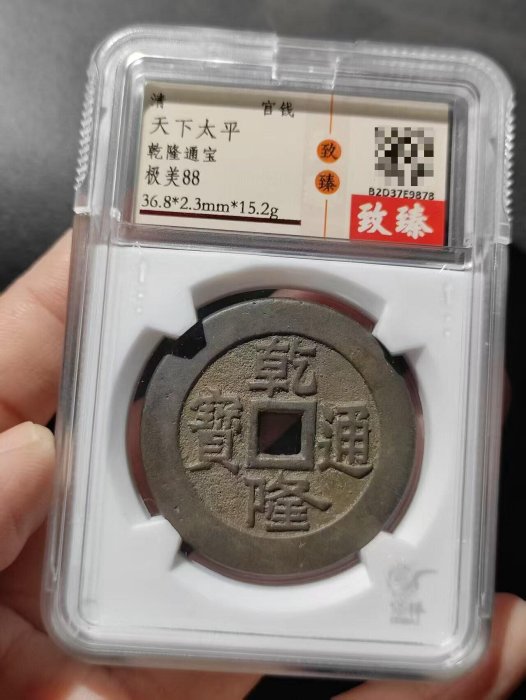 清 官钱
天下太平
乾隆通宝
极美88
36.8*2.3mm*15.2g
致
臻
B2D37E9878
致臻
乾
隆
通
寶